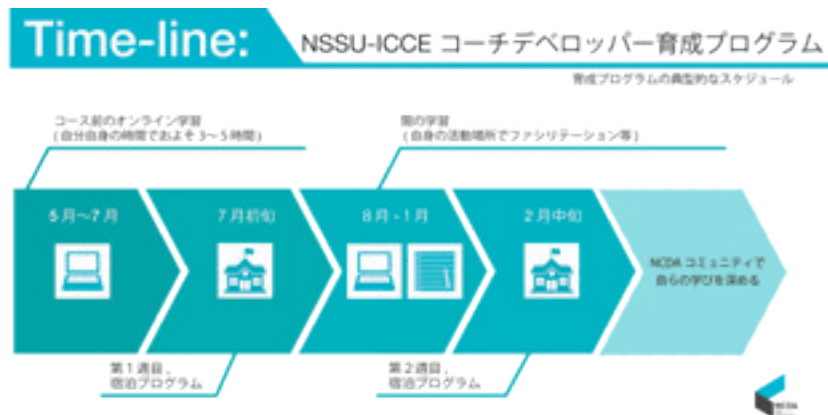 Time-line:
NSSU-ICCE コーチデベロッパー育成プログラム
育成プログラムの典型的なスケジュール
コース前のオンライン学習
(自分自身の時間でおよそ3〜5時間)
間の学習
(自身の活動場所でファシリテーション等)
5月〜7月
7月初旬
8月 - 1月
2月中旬
NCDA コミュニティで
自らの学びを深める
第1週目、
宿泊プログラム
第2週目、
宿泊プログラム
NCDA